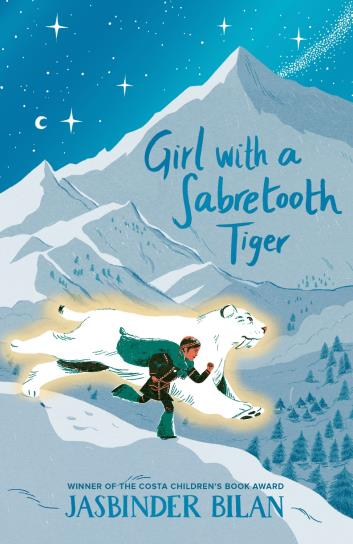 Girl with a
Sabretooth
Tiger
WINNER OF THE COSTA CHILDREN'S BOOK AWARD
JASBINDER BILAN